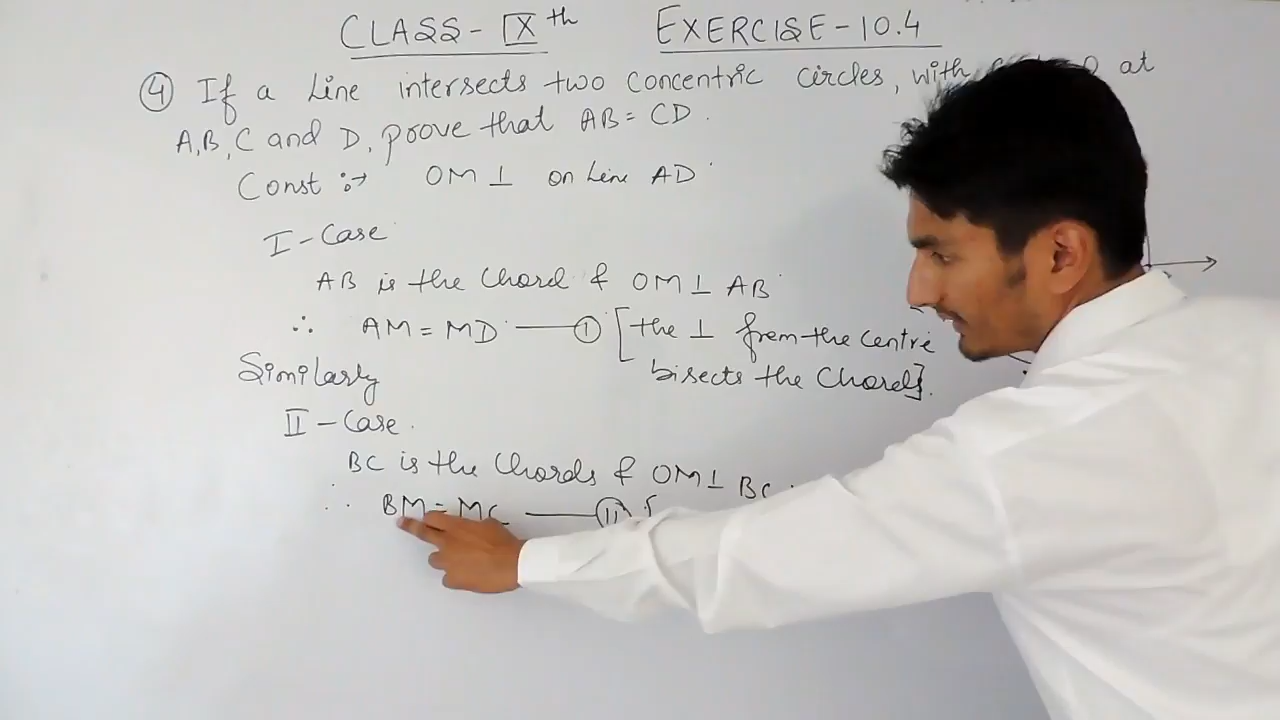 CLASS- IXth EXERCISE-10.4
④ If a Line intersects two concentric circles, with O at
A,B,C and D, prove that AB = CD.
Const :→ OM ⊥ on Line AD
I - Case
AB is the Chord & OM ⊥ AB
∴ AM = MD —— ① [the ⊥ from the centre
bisects the Chord].
Similarly
II - Case.
BC is the Chords & OM ⊥ BC.
∴ BM = MC —— ⑪ [